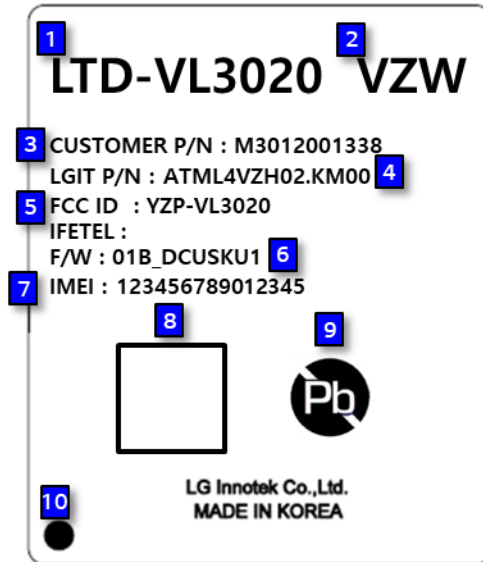 1 2
LTD-VL3020 VZW
3 CUSTOMER P/N : M3012001338
LGIT P/N : ATML4VZH02.KM00 4
5 FCC ID : YZP-VL3020
IFETEL :
F/W : 01B_DCUSKU1 6
7 IMEI : 123456789012345
8 9
Pb
LG Innotek Co.,Ltd.
10 MADE IN KOREA